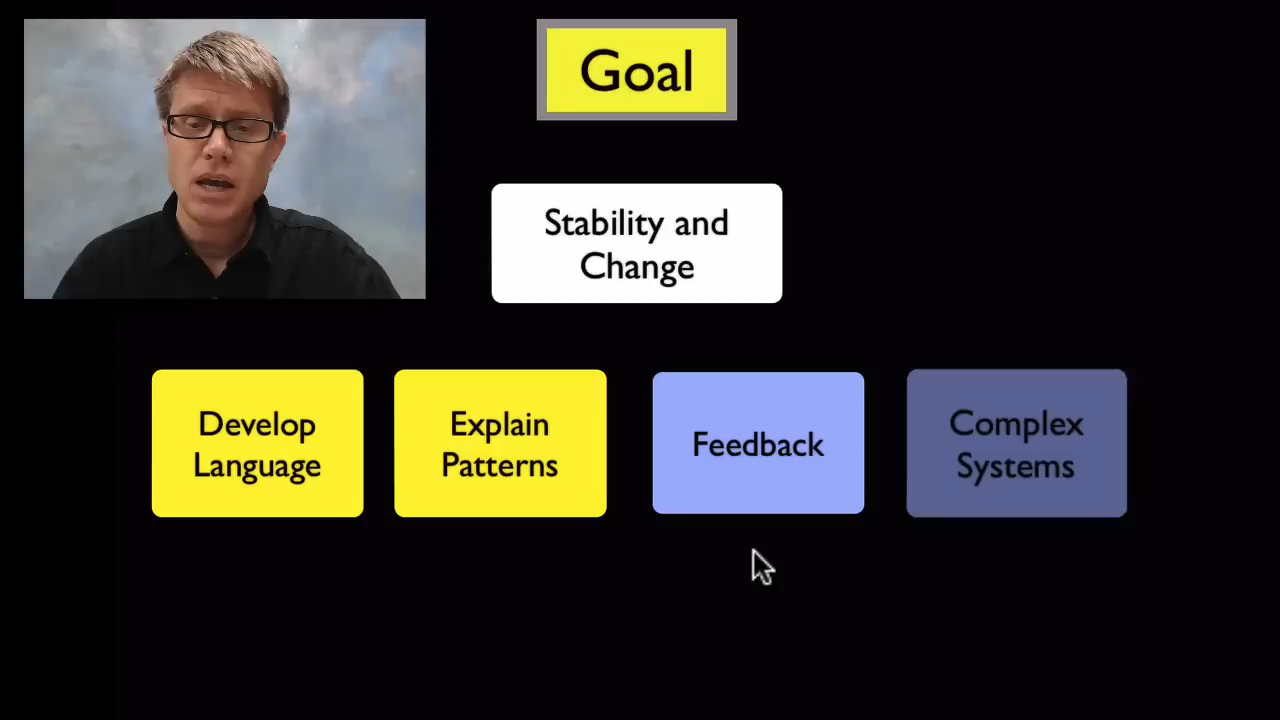 Goal
Stability and
Change
Develop
Language
Explain
Patterns
Feedback
Complex
Systems